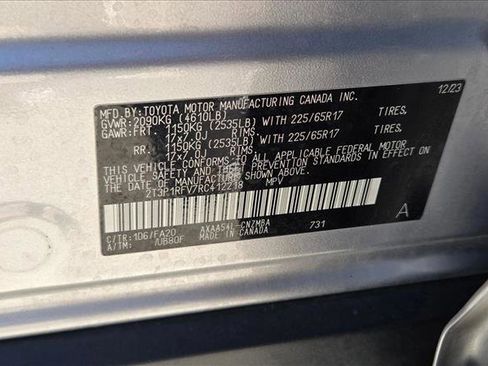 12/23
MFD.BY:TOYOTA MOTOR MANUFACTURING CANADA INC.
GVWR:2090KG (4610LB)
GAWR:FRT. 1150KG (2535LB) WITH 225/65R17 TIRES,
17x7.0J RIMS,
RR. 1150KG (2535LB) WITH 225/65R17 TIRES,
17x7.0J RIMS,
THIS VEHICLE CONFORMS TO ALL APPLICABLE FEDERAL MOTOR
VEHICLE SAFETY AND THEFT PREVENTION STANDARDS IN EFFECT
ON THE DATE OF MANUFACTURE SHOWN ABOVE.
2T3P1RFV7RC412718 MPV
C/TR:1D6/FA20 AXAA54L-CNZMBA 731 A
A/TM: /UB80F MADE IN CANADA